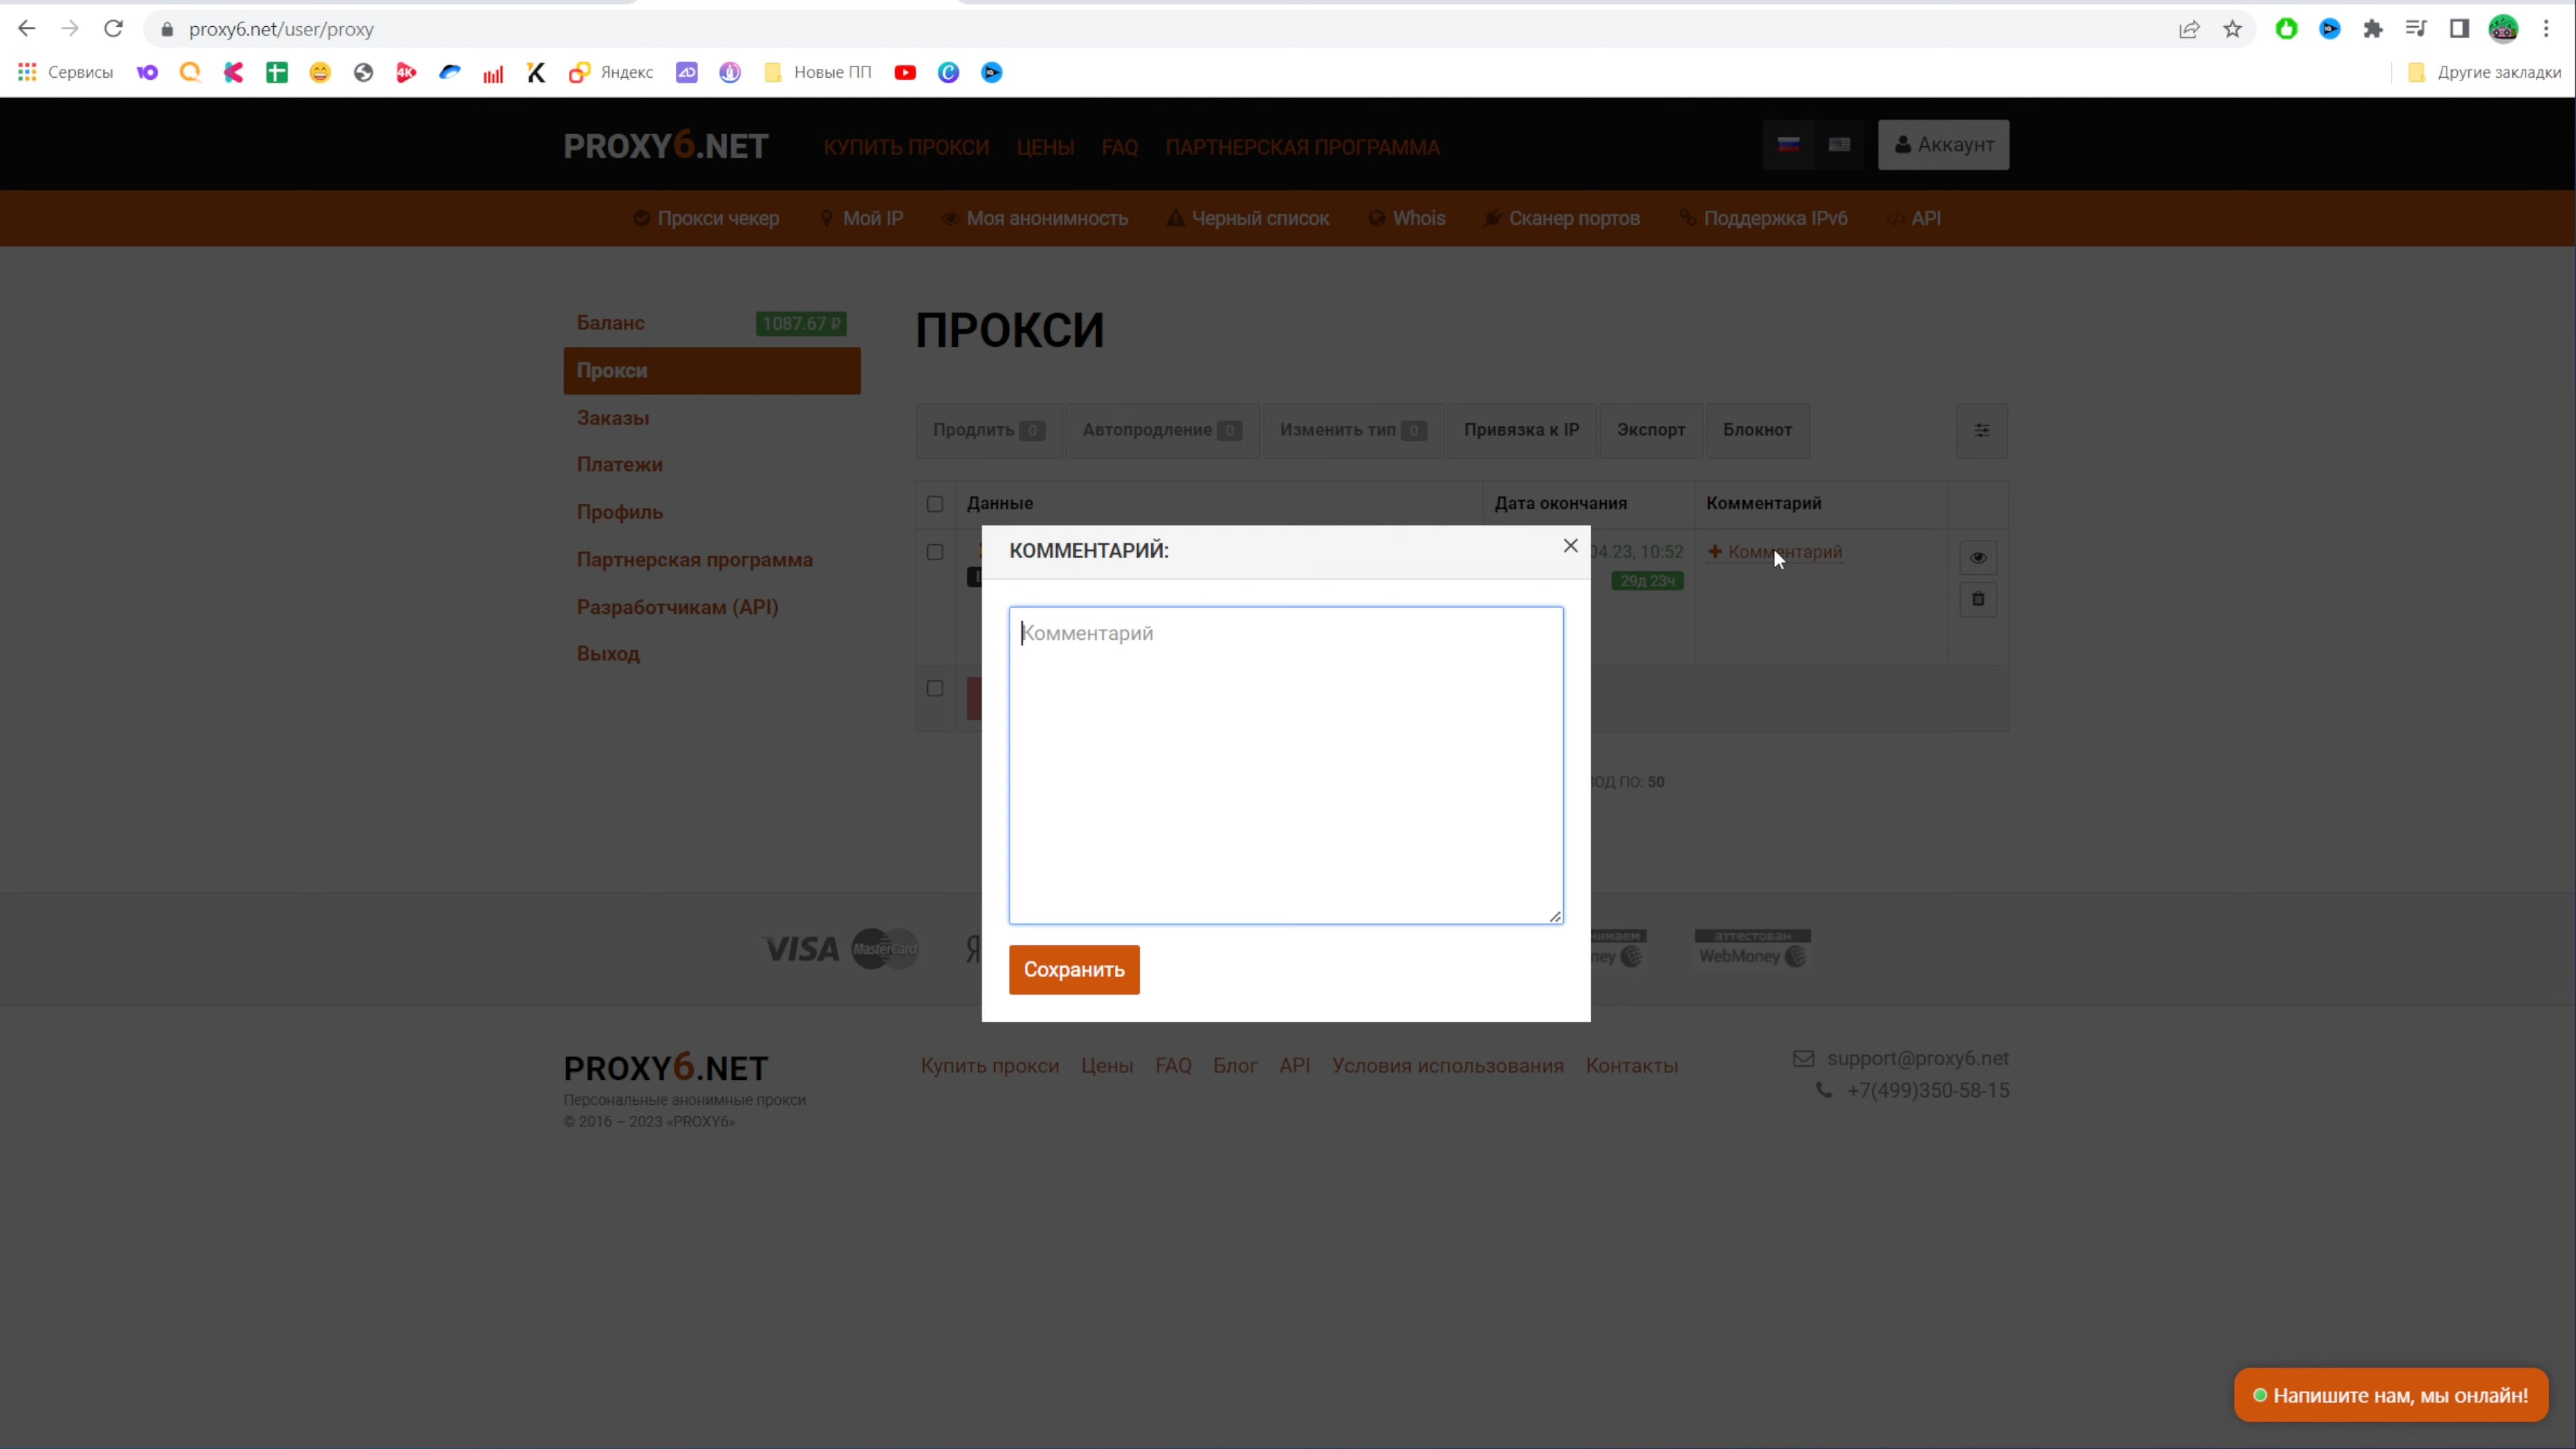 proxy6.net/user/proxy
Сервисы
Яндекс
Новые ПП
Другие закладки
PROXY6.NET
КУПИТЬ ПРОКСИ ЦЕНЫ FAQ ПАРТНЕРСКАЯ ПРОГРАММА
Аккаунт
Прокси чекер Мой IP Моя анонимность Черный список Whois Сканер портов Поддержка IPv6 </> API
Баланс 1087.67 ₽
Прокси
Заказы
Платежи
Профиль
Партнерская программа
Разработчикам (API)
Выход
ПРОКСИ
Продлить 0 Автопродление 0 Изменить тип 0 Привязка к IP Экспорт Блокнот
Данные Дата окончания Комментарий
04.23, 10:52 + Комментарий
29д 23ч
КОММЕНТАРИЙ:
Комментарий
Сохранить
ПО: 50
VISA MasterCard Я
аттестован
WebMoney
PROXY6.NET
Персональные анонимные прокси
© 2016 – 2023 «PROXY6»
Купить прокси Цены FAQ Блог API Условия использования Контакты
support@proxy6.net
+7(499)350-58-15
Напишите нам, мы онлайн!